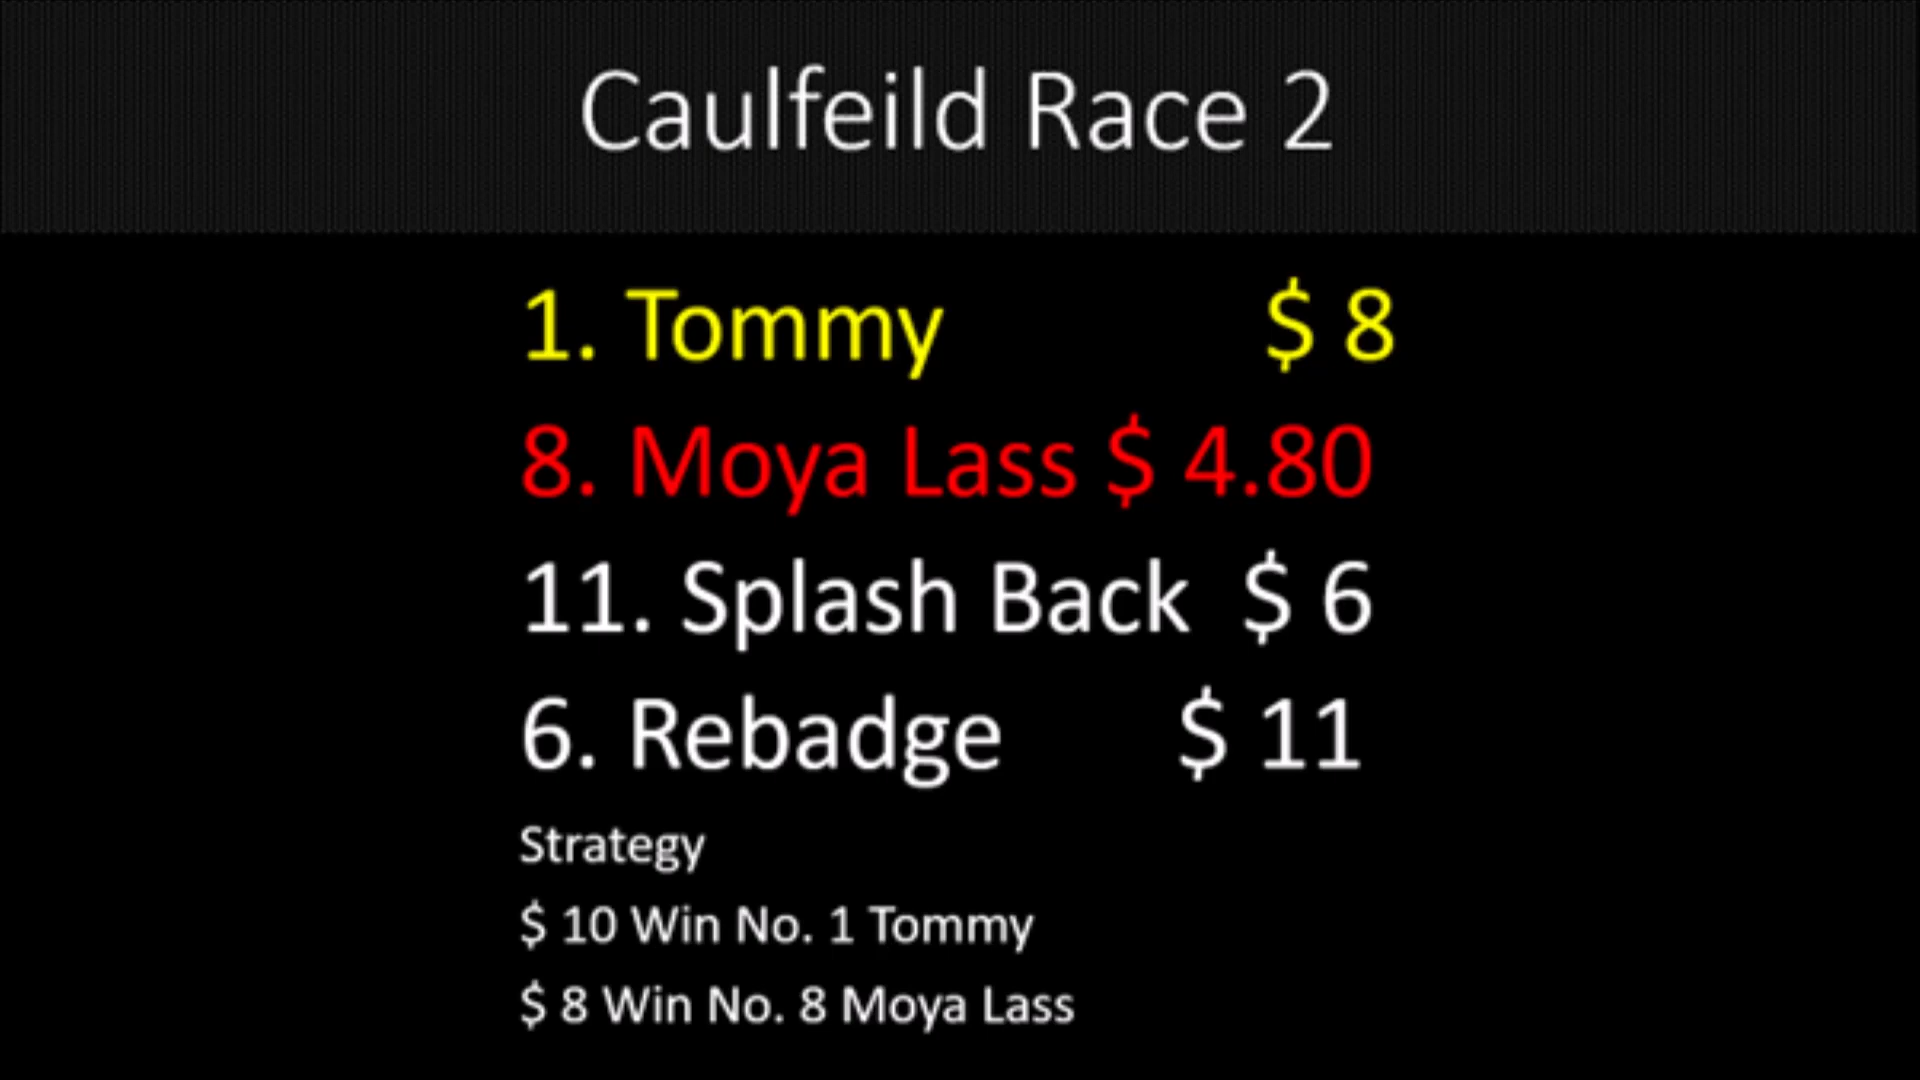 Caulfeild Race 2
1. Tommy $ 8
8. Moya Lass $ 4.80
11. Splash Back $ 6
6. Rebadge $ 11
Strategy
$ 10 Win No. 1 Tommy
$ 8 Win No. 8 Moya Lass